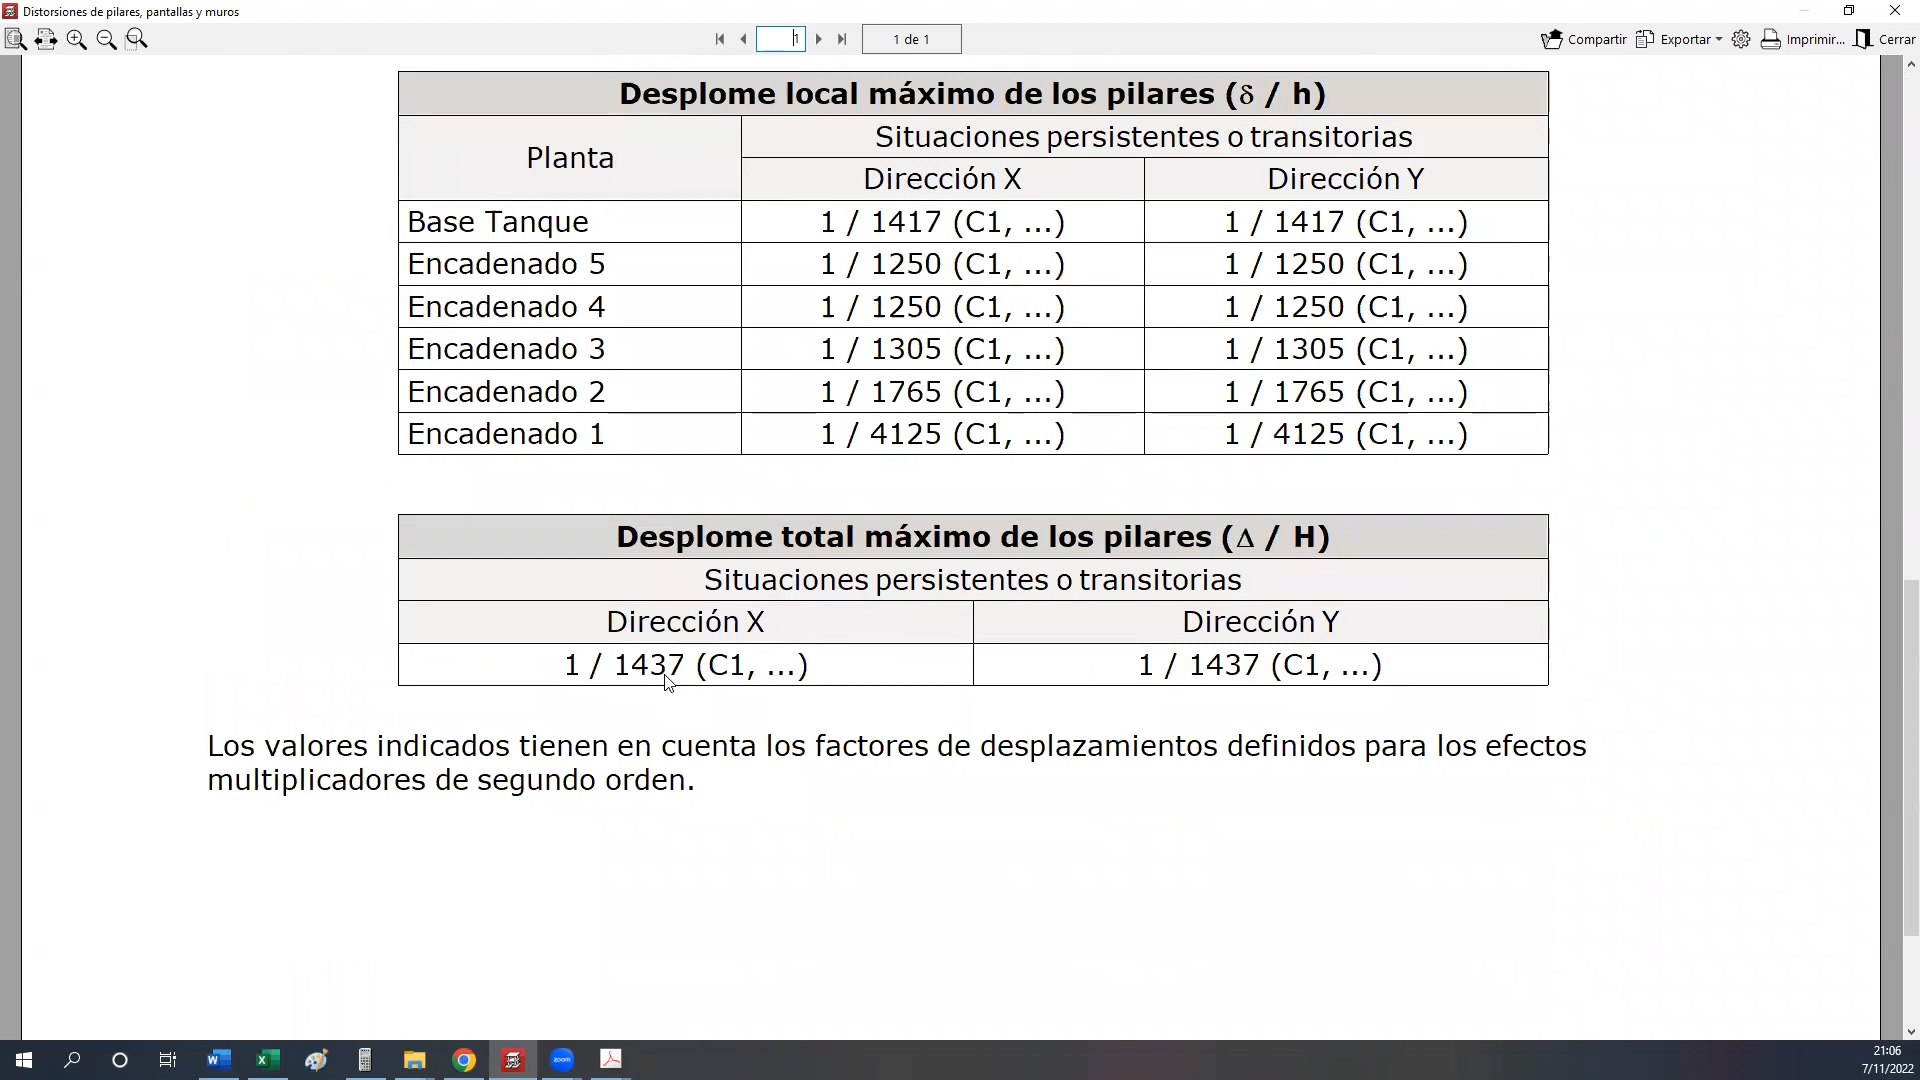 Distorsiones de pilares, pantallas y muros
1
1 de 1
Compartir
Exportar
Imprimir...
Cerrar
Desplome local máximo de los pilares (δ / h)
Planta
Situaciones persistentes o transitorias
Dirección X
Dirección Y
Base Tanque
1 / 1417 (C1, ...)
1 / 1417 (C1, ...)
Encadenado 5
1 / 1250 (C1, ...)
1 / 1250 (C1, ...)
Encadenado 4
1 / 1250 (C1, ...)
1 / 1250 (C1, ...)
Encadenado 3
1 / 1305 (C1, ...)
1 / 1305 (C1, ...)
Encadenado 2
1 / 1765 (C1, ...)
1 / 1765 (C1, ...)
Encadenado 1
1 / 4125 (C1, ...)
1 / 4125 (C1, ...)
Desplome total máximo de los pilares (Δ / H)
Situaciones persistentes o transitorias
Dirección X
Dirección Y
1 / 1437 (C1, ...)
1 / 1437 (C1, ...)
Los valores indicados tienen en cuenta los factores de desplazamientos definidos para los efectos
multiplicadores de segundo orden.
zoom
21:06
7/11/2022